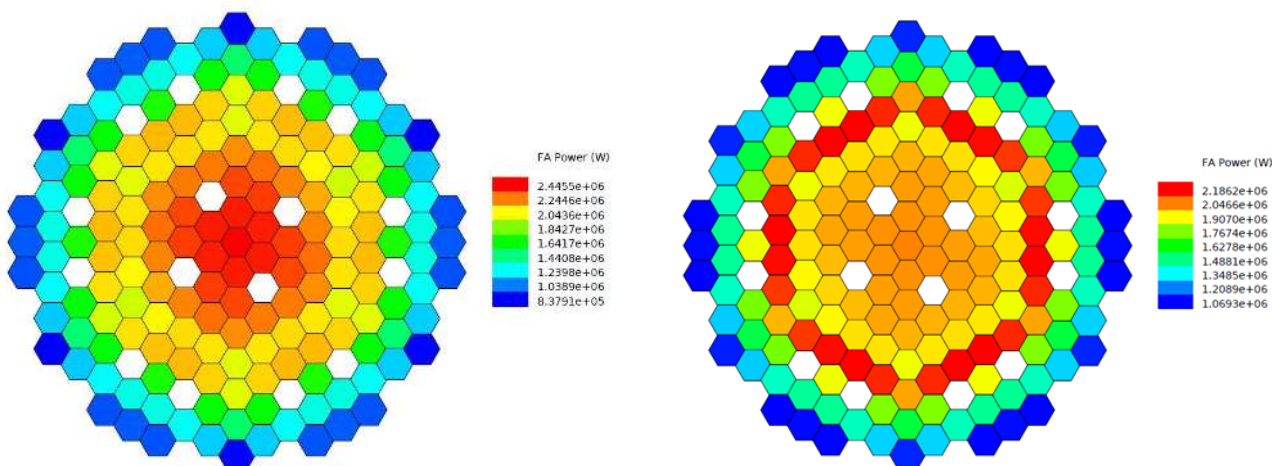 FA Power (W)
2.4455e+06
2.2446e+06
2.0436e+06
1.8427e+06
1.6417e+06
1.4408e+06
1.2398e+06
1.0389e+06
8.3791e+05
FA Power (W)
2.1862e+06
2.0466e+06
1.9070e+06
1.7674e+06
1.6278e+06
1.4881e+06
1.3485e+06
1.2089e+06
1.0693e+06